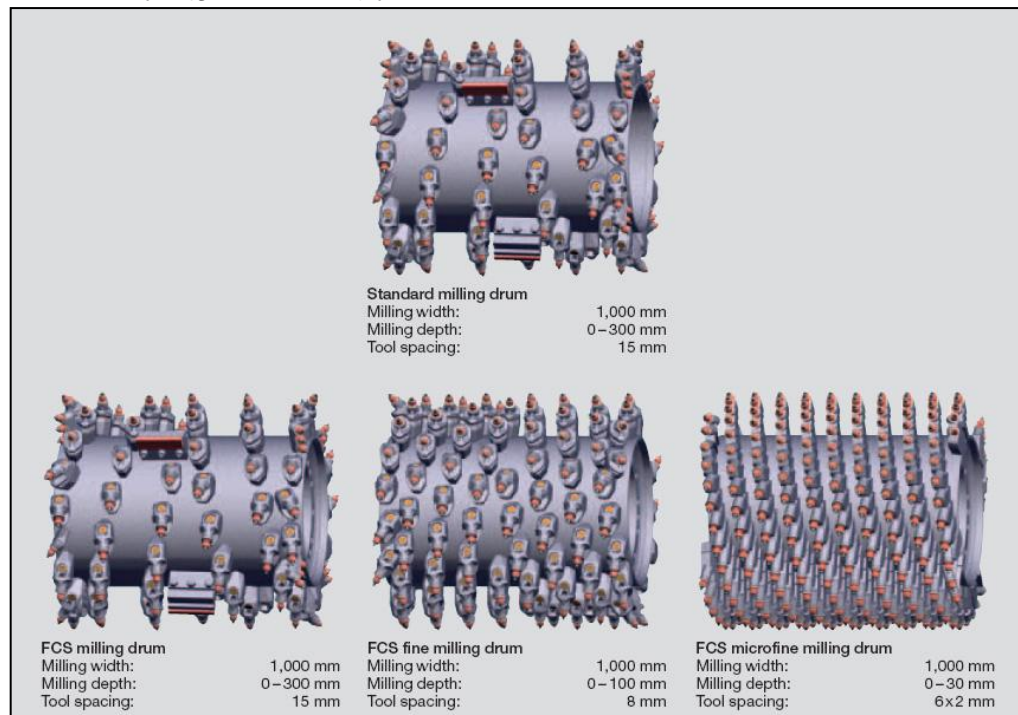 Standard milling drum
Milling width: 1,000 mm
Milling depth: 0–300 mm
Tool spacing: 15 mm
FCS milling drum
Milling width: 1,000 mm
Milling depth: 0–300 mm
Tool spacing: 15 mm
FCS fine milling drum
Milling width: 1,000 mm
Milling depth: 0–100 mm
Tool spacing: 8 mm
FCS microfine milling drum
Milling width: 1,000 mm
Milling depth: 0–30 mm
Tool spacing: 6x2 mm